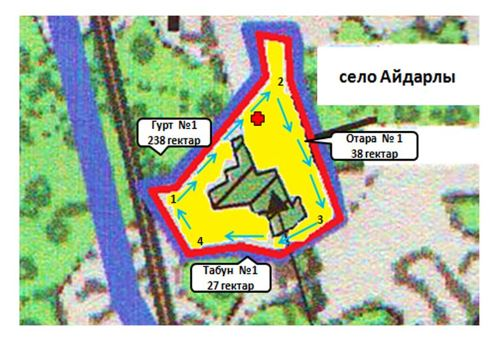 2
село Айдарлы
Гурт №1
238 гектар
Отара № 1
38 гектар
1
3
4
Табун №1
27 гектар